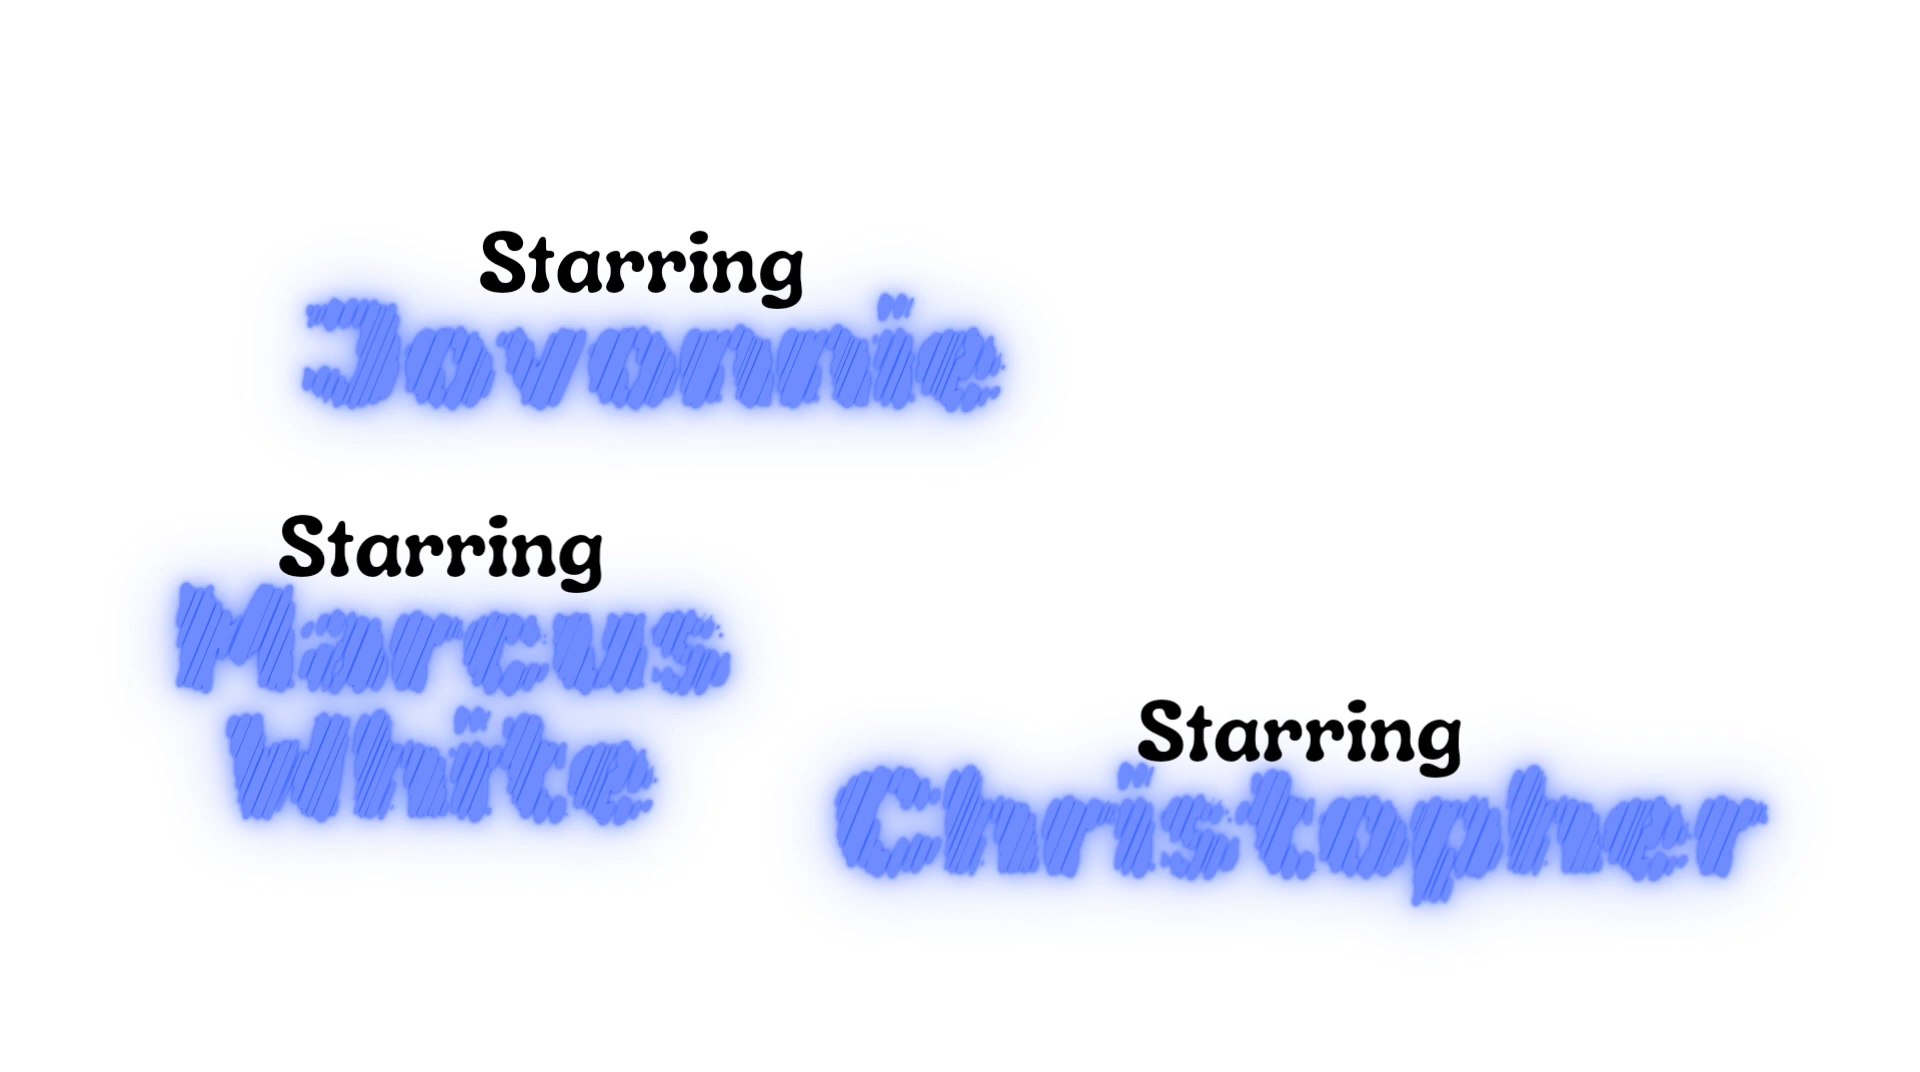 Starring
Jovonnie
Starring
Marcus
White
Starring
Christopher